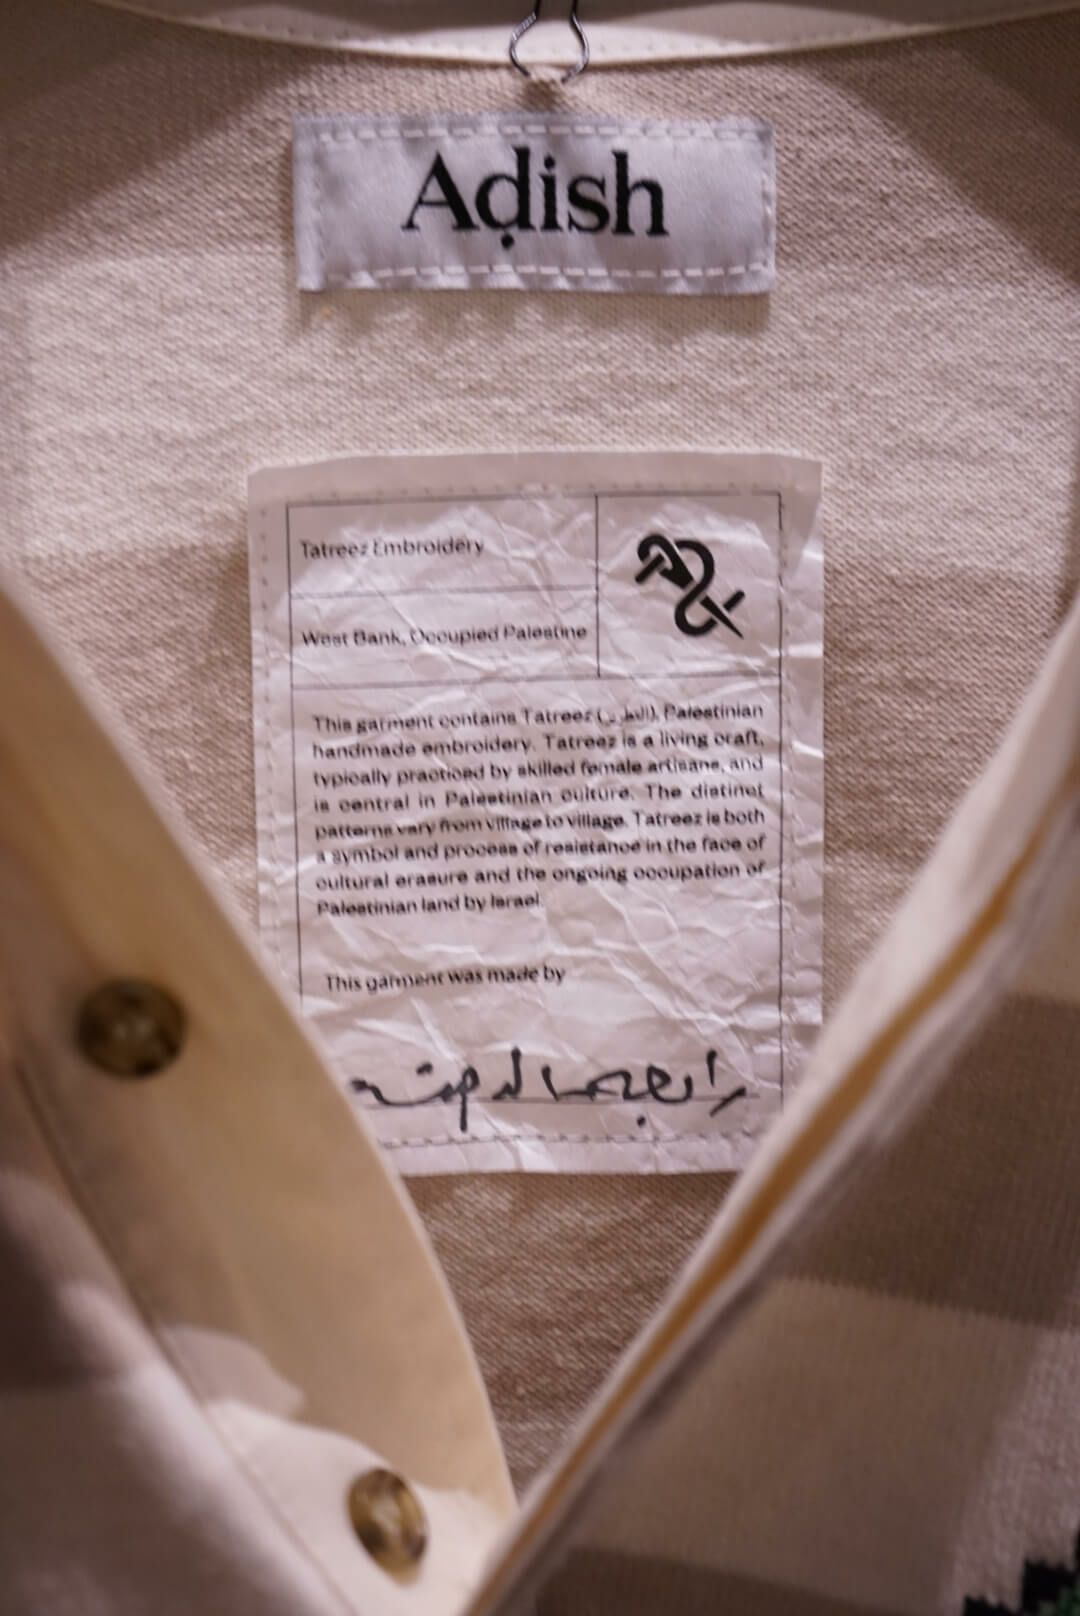 Aḍish
Tatreez Embroidery
West Bank, Occupied Palestine
This garment contains Tatreez (التطريز), Palestinian
handmade embroidery. Tatreez is a living craft,
typically practiced by skilled female artisans, and
is central in Palestinian culture. The distinct
patterns vary from village to village. Tatreez is both
a symbol and process of resistance in the face of
cultural erasure and the ongoing occupation of
Palestinian land by Israel.
This garment was made by